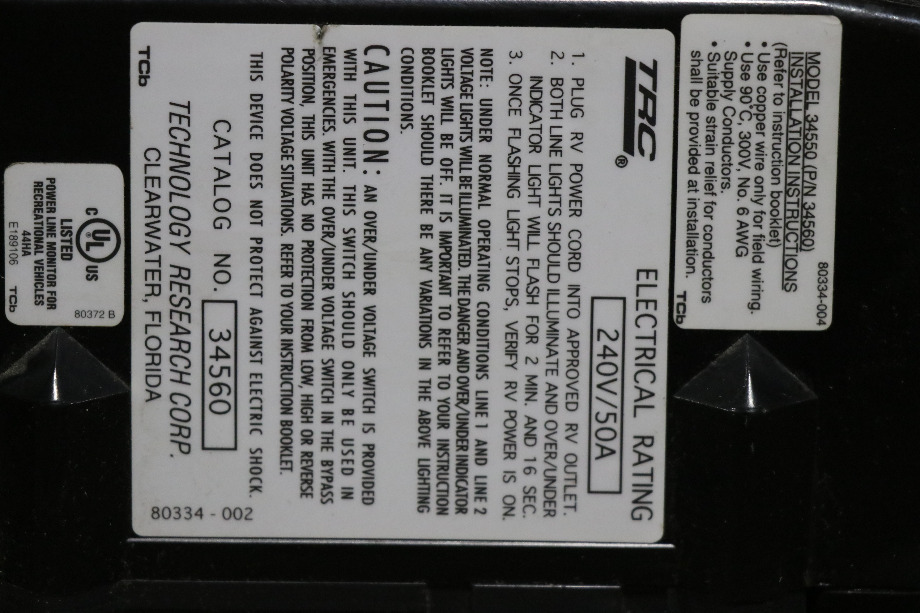 MODEL 34550 (P/N 34560)
INSTALLATION INSTRUCTIONS
(Refer to instruction booklet)
• Use copper wire only for field wiring.
• Use 90°C, 300V, No. 6 AWG
Supply Conductors.
• Suitable strain relief for conductors
shall be provided at installation.
80334-004
TCb
TRC®
ELECTRICAL RATING
240V/50A
1. PLUG RV POWER CORD INTO APPROVED RV OUTLET.
2. BOTH LINE LIGHTS SHOULD ILLUMINATE AND OVER/UNDER
INDICATOR LIGHT WILL FLASH FOR 2 MIN. AND 16 SEC.
3. ONCE FLASHING LIGHT STOPS, VERIFY RV POWER IS ON.
NOTE: UNDER NORMAL OPERATING CONDITIONS LINE 1 AND LINE 2
VOLTAGE LIGHTS WILL BE ILLUMINATED. THE DANGER AND OVER/UNDER INDICATOR
LIGHTS WILL BE OFF. IT IS IMPORTANT TO REFER TO YOUR INSTRUCTION
BOOKLET SHOULD THERE BE ANY VARIATIONS IN THE ABOVE LIGHTING
CONDITIONS.
CAUTION: AN OVER/UNDER VOLTAGE SWITCH IS PROVIDED
WITH THIS UNIT. THIS SWITCH SHOULD ONLY BE USED IN
EMERGENCIES. WITH THE OVER/UNDER VOLTAGE SWITCH IN THE BYPASS
POSITION, THIS UNIT HAS NO PROTECTION FROM LOW, HIGH OR REVERSE
POLARITY VOLTAGE SITUATIONS. REFER TO YOUR INSTRUCTION BOOKLET.
THIS DEVICE DOES NOT PROTECT AGAINST ELECTRIC SHOCK.
CATALOG NO. 34560
TECHNOLOGY RESEARCH CORP.
CLEARWATER, FLORIDA
TCb
80334 - 002
C UL US
LISTED
POWER LINE MONITOR FOR
RECREATIONAL VEHICLES
44HA
E189106
TCb
80372 B